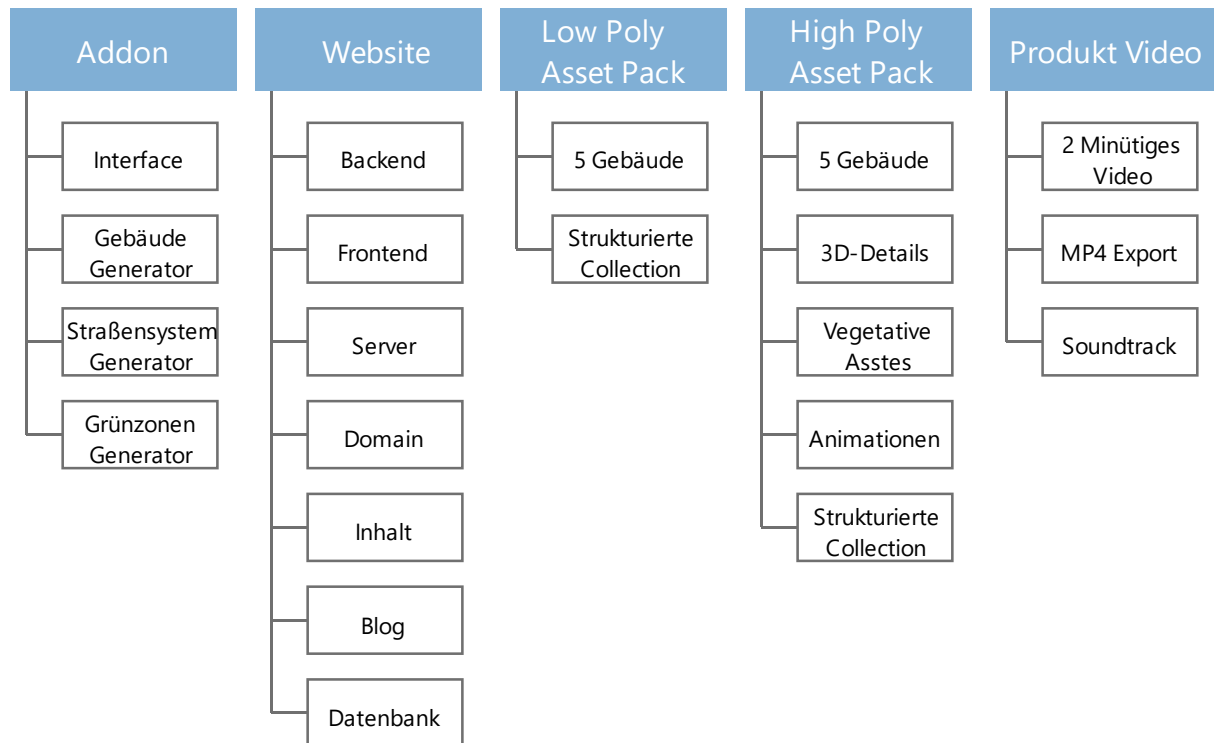 Addon
Interface
Gebäude
Generator
Straßensystem
Generator
Grünzonen
Generator
Website
Backend
Frontend
Server
Domain
Inhalt
Blog
Datenbank
Low Poly
Asset Pack
5 Gebäude
Strukturierte
Collection
High Poly
Asset Pack
5 Gebäude
3D-Details
Vegetative
Asstes
Animationen
Strukturierte
Collection
Produkt Video
2 Minütiges
Video
MP4 Export
Soundtrack